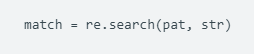 match = re.search(pat, str)